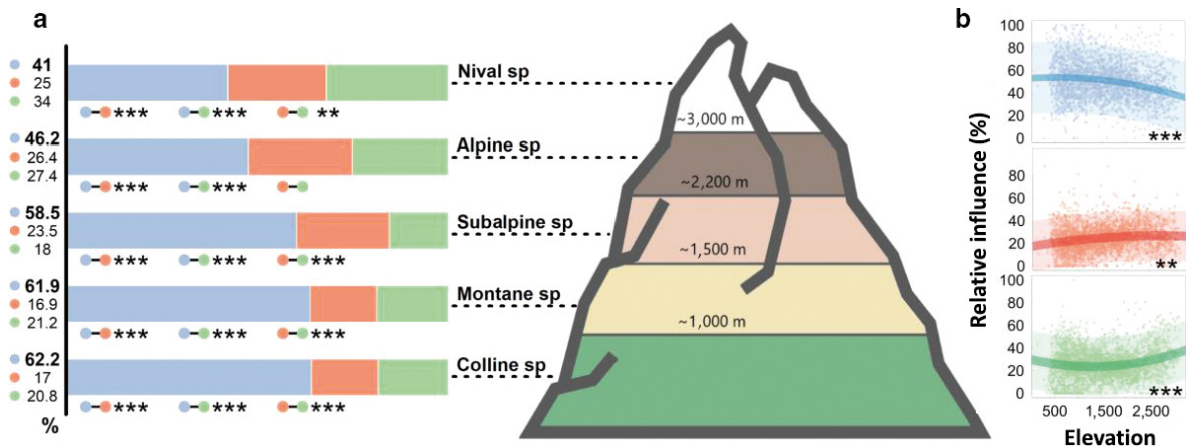 a
41
25
34
*** *** **
Nival sp
46.2
26.4
27.4
*** ***
Alpine sp
58.5
23.5
18
*** *** ***
Subalpine sp
61.9
16.9
21.2
*** *** ***
Montane sp
62.2
17
20.8
*** *** ***
Colline sp
%
~3,000 m
~2,200 m
~1,500 m
~1,000 m
b
Relative influence (%)
100
80
60
40
20
0
***
80
60
40
20
0
**
100
80
60
40
20
0
***
500 1,500 2,500
Elevation